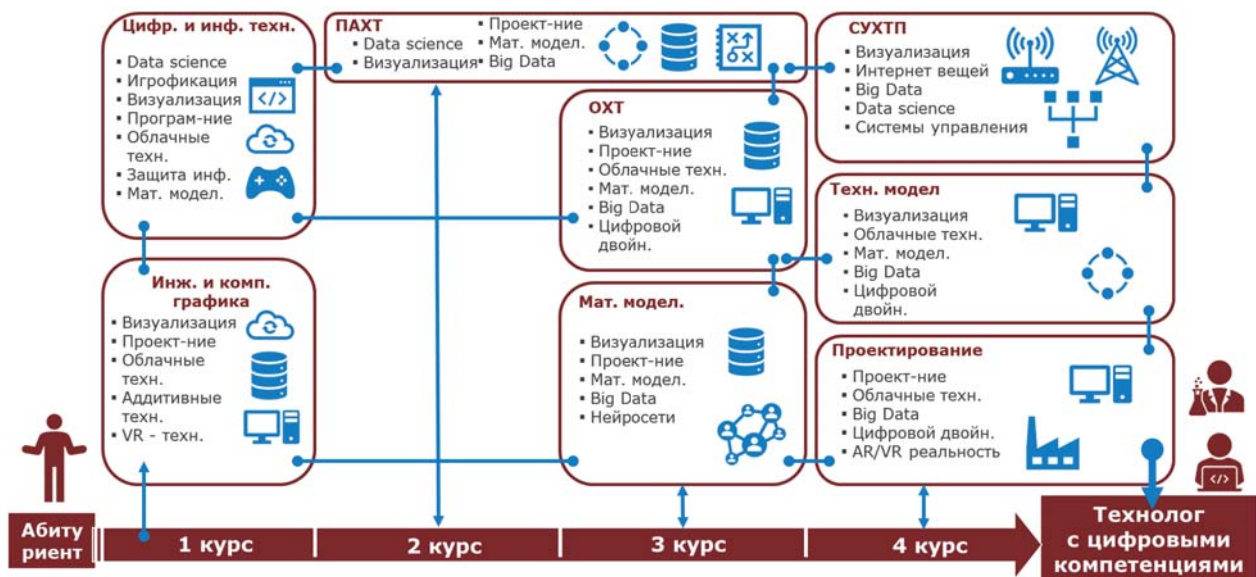 Цифр. и инф. техн.
▪ Data science
▪ Игрофикация
▪ Визуализация
▪ Програм-ние
▪ Облачные
техн.
▪ Защита инф.
▪ Мат. модел.
</>
ПАХТ
▪ Data science
▪ Визуализация
▪ Проект-ние
▪ Мат. модел.
▪ Big Data
СУХТП
▪ Визуализация
▪ Интернет вещей
▪ Big Data
▪ Data science
▪ Системы управления
ОХТ
▪ Визуализация
▪ Проект-ние
▪ Облачные техн.
▪ Мат. модел.
▪ Big Data
▪ Цифровой
двойн.
Техн. модел
▪ Визуализация
▪ Облачные техн.
▪ Мат. модел.
▪ Big Data
▪ Цифровой
двойн.
Инж. и комп.
графика
▪ Визуализация
▪ Проект-ние
▪ Облачные
техн.
▪ Аддитивные
техн.
▪ VR - техн.
Мат. модел.
▪ Визуализация
▪ Проект-ние
▪ Мат. модел.
▪ Big Data
▪ Нейросети
Проектирование
▪ Проект-ние
▪ Облачные техн.
▪ Big Data
▪ Цифровой двойн.
▪ AR/VR реальность
</>
Абиту
риент
1 курс
2 курс
3 курс
4 курс
Технолог
с цифровыми
компетенциями